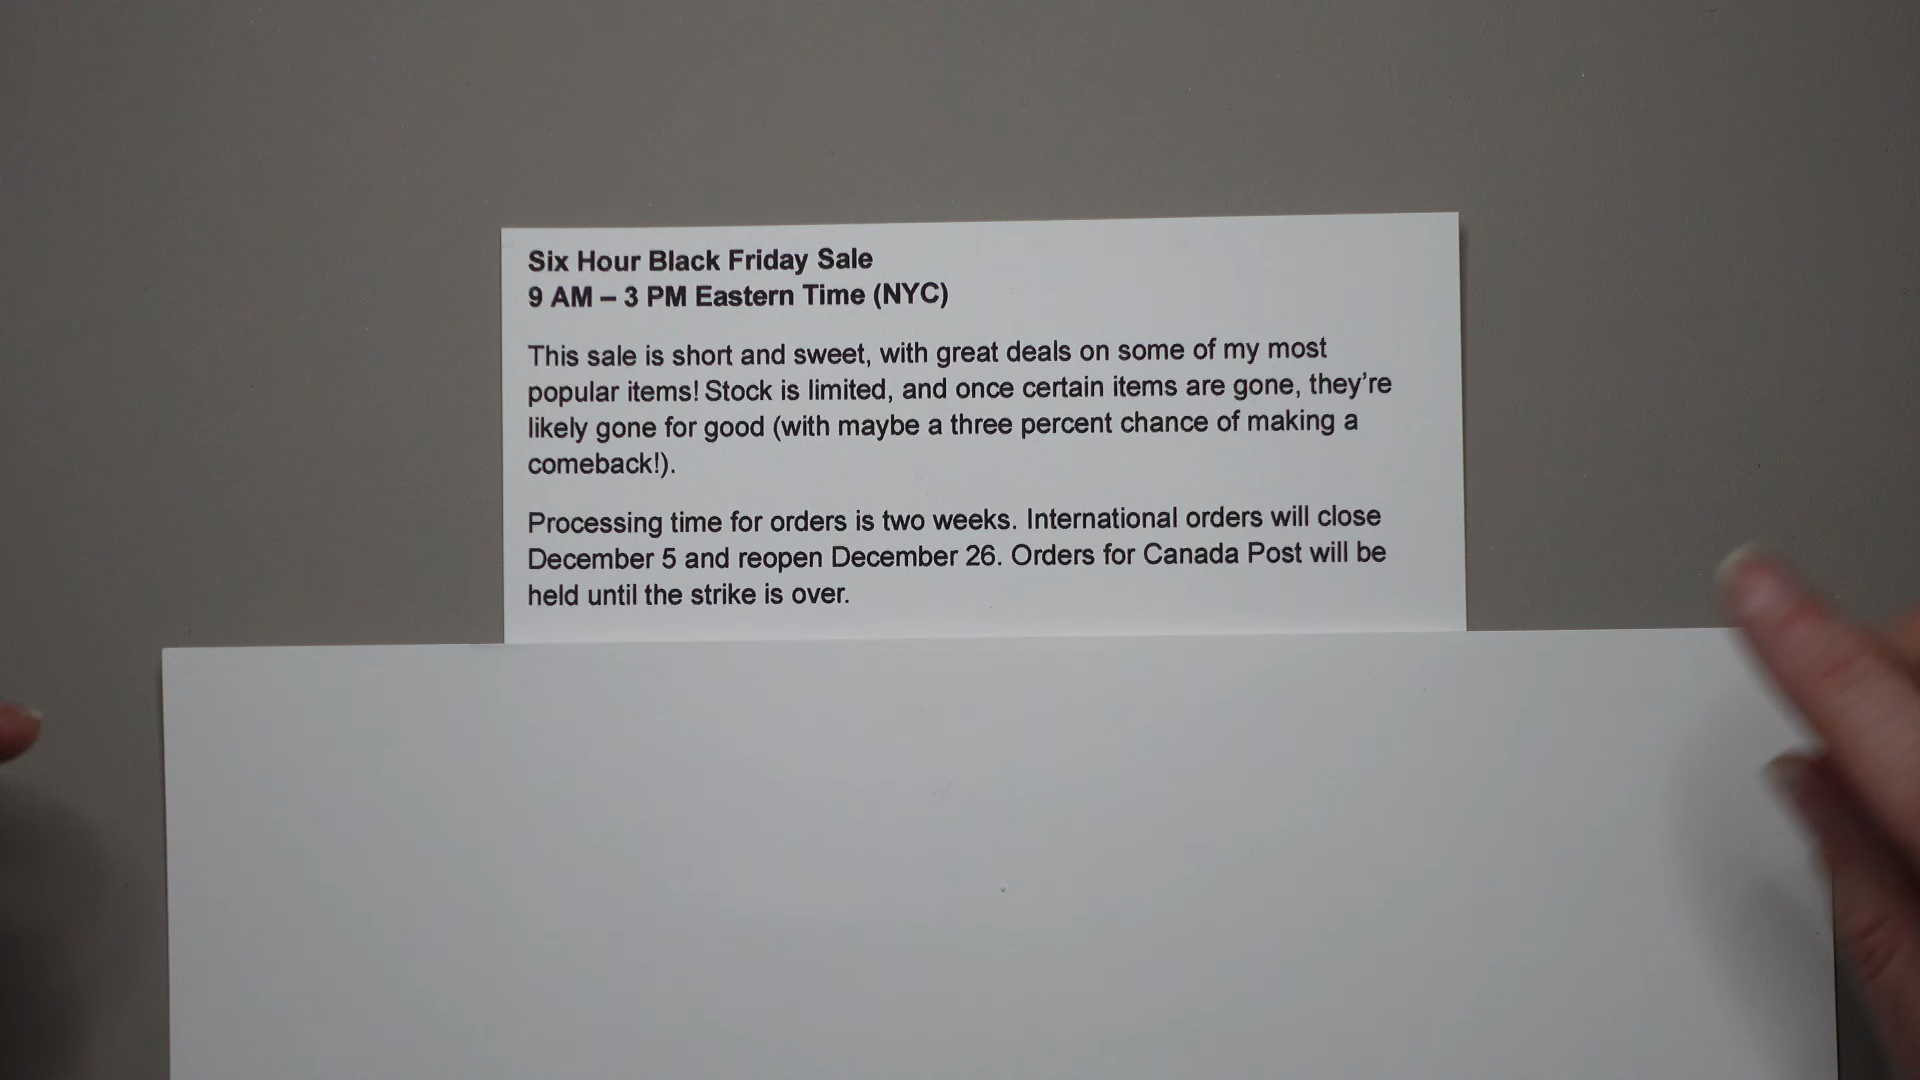 Six Hour Black Friday Sale
9 AM – 3 PM Eastern Time (NYC)
This sale is short and sweet, with great deals on some of my most
popular items! Stock is limited, and once certain items are gone, they’re
likely gone for good (with maybe a three percent chance of making a
comeback!).
Processing time for orders is two weeks. International orders will close
December 5 and reopen December 26. Orders for Canada Post will be
held until the strike is over.